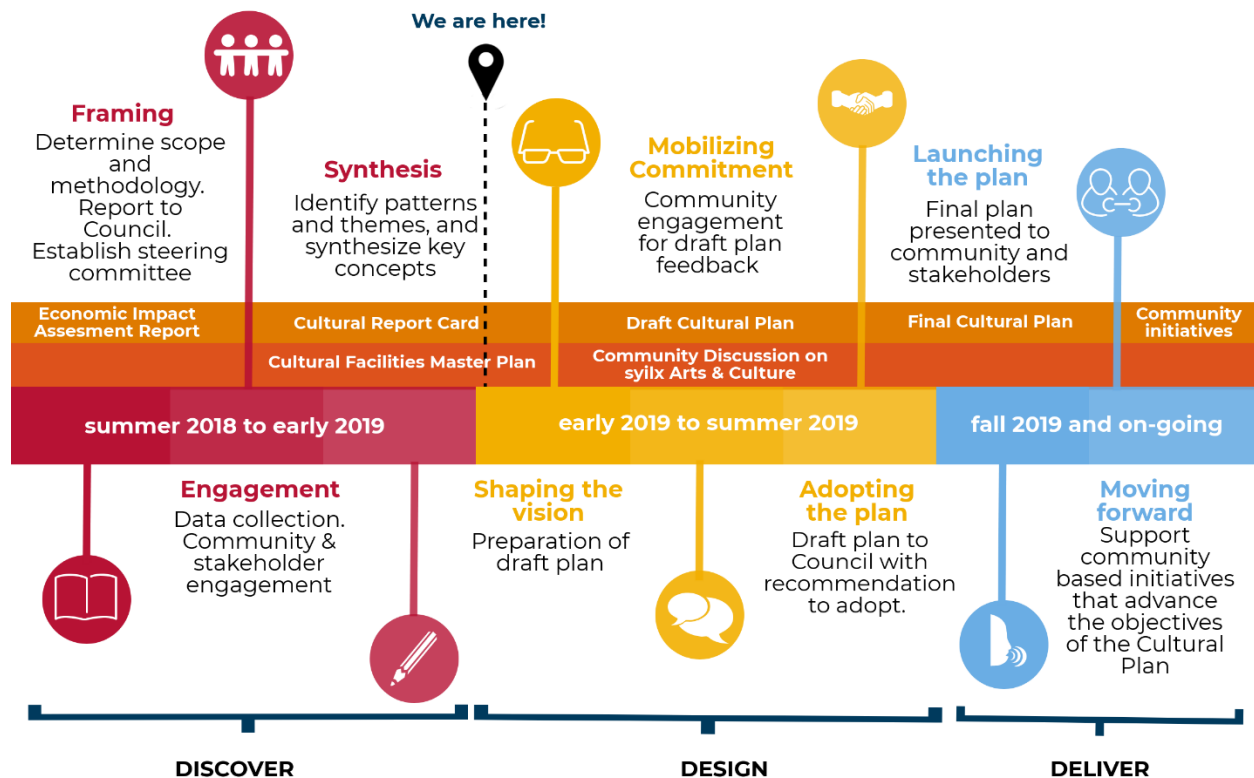 We are here!
Framing
Determine scope
and
methodology.
Report to
Council.
Establish steering
committee
Synthesis
Identify patterns
and themes, and
synthesize key
concepts
Mobilizing
Commitment
Community
engagement
for draft plan
feedback
Launching
the plan
Final plan
presented to
community and
stakeholders
Economic Impact
Assesment Report
Cultural Report Card
Draft Cultural Plan
Final Cultural Plan
Community
initiatives
Cultural Facilities Master Plan
Community Discussion on
syilx Arts & Culture
summer 2018 to early 2019
early 2019 to summer 2019
fall 2019 and on-going
Engagement
Data collection.
Community &
stakeholder
engagement
Shaping the
vision
Preparation of
draft plan
Adopting
the plan
Draft plan to
Council with
recommendation
to adopt.
Moving
forward
Support
community
based initiatives
that advance
the objectives
of the Cultural
Plan
DISCOVER
DESIGN
DELIVER